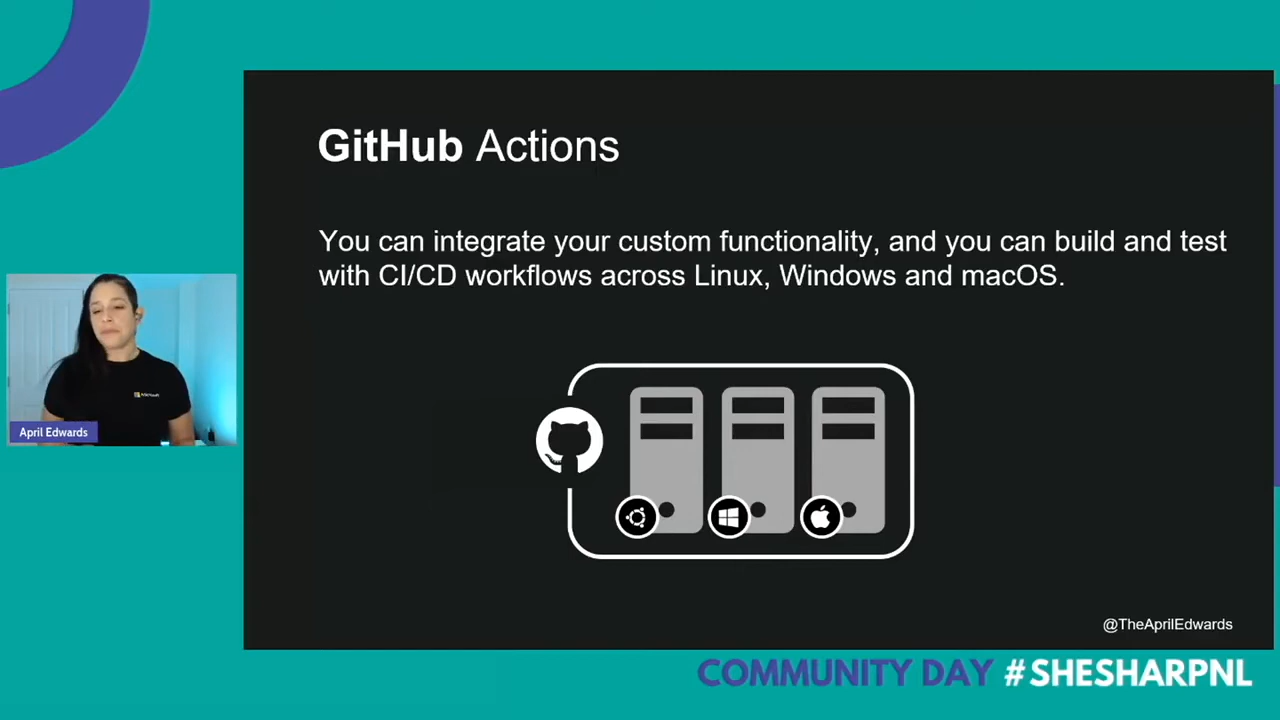 GitHub Actions
You can integrate your custom functionality, and you can build and test
with CI/CD workflows across Linux, Windows and macOS.
Microsoft
April Edwards
@TheAprilEdwards
COMMUNITY DAY #SHESHARPNL